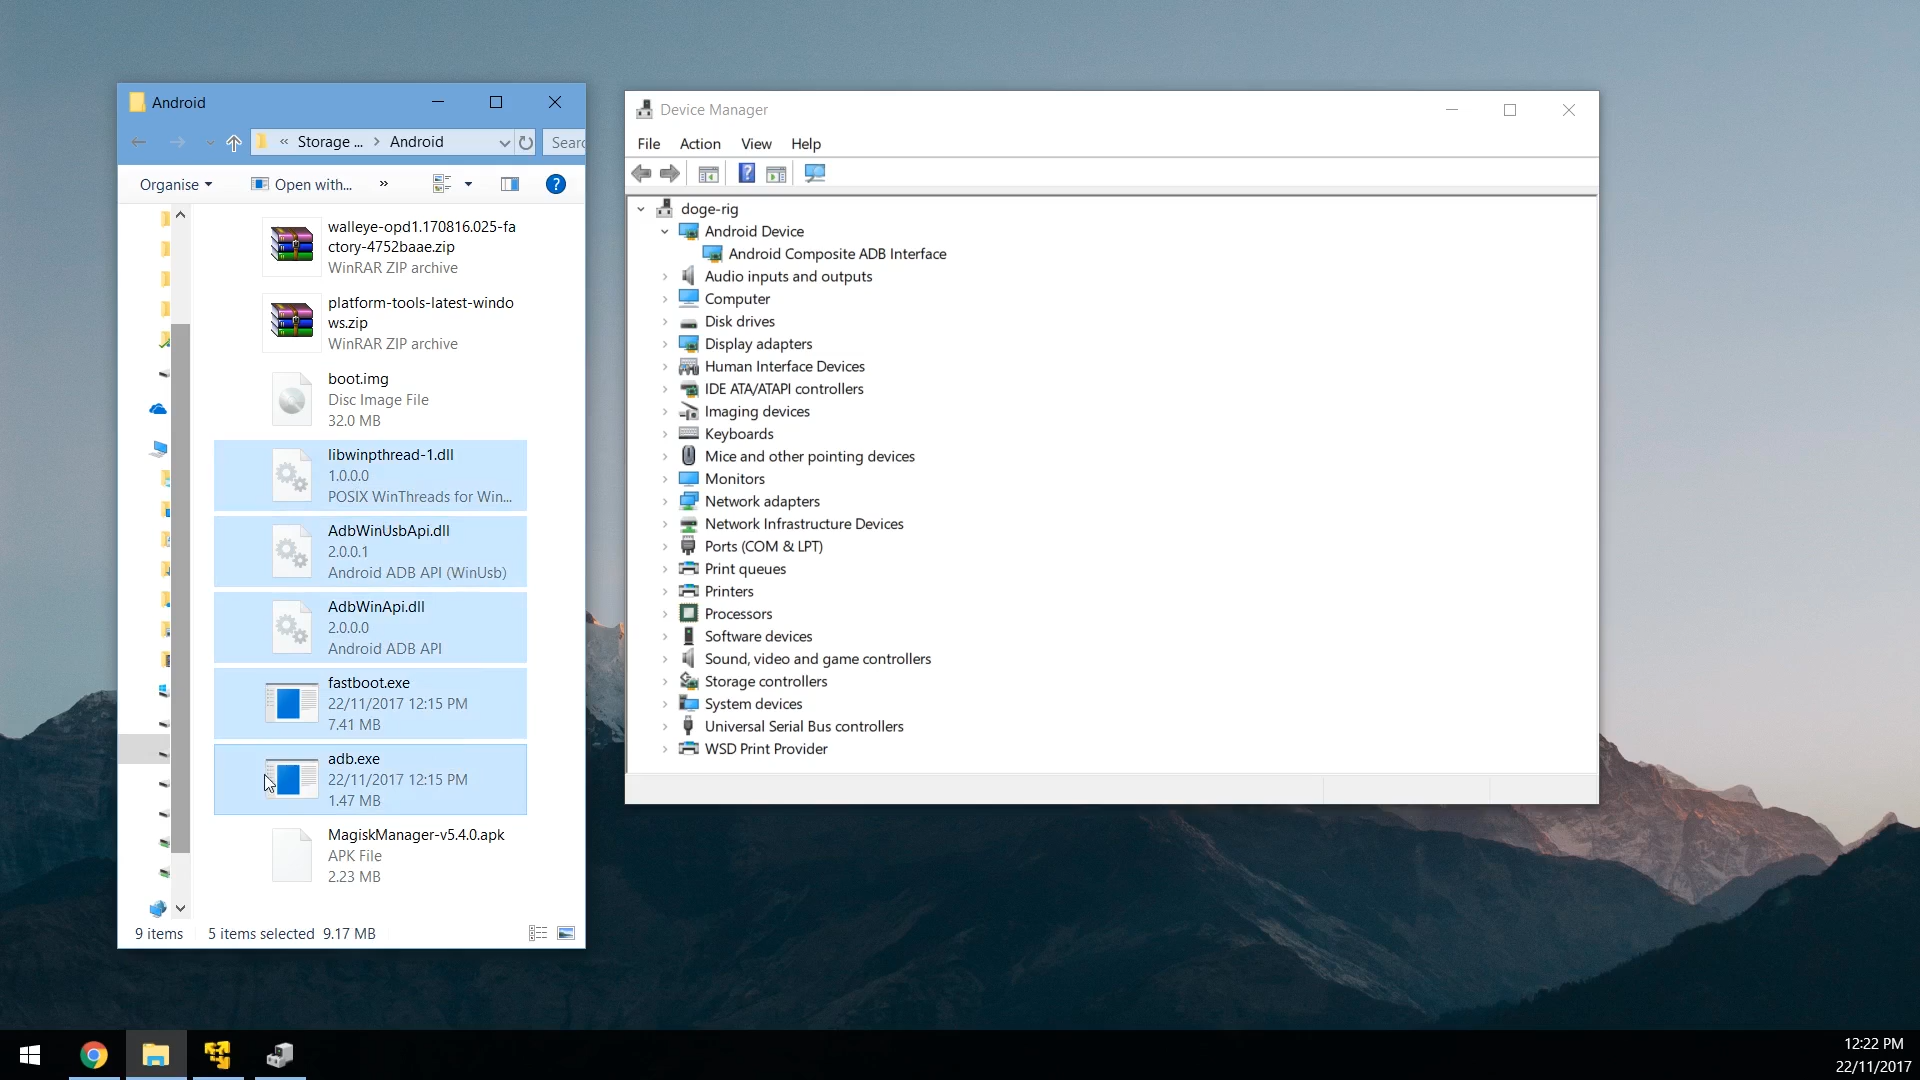 Android
« Storage ... > Android
Searc
Organise
Open with...
»
walleye-opd1.170816.025-fa
ctory-4752baae.zip
WinRAR ZIP archive
platform-tools-latest-windo
ws.zip
WinRAR ZIP archive
boot.img
Disc Image File
32.0 MB
libwinpthread-1.dll
1.0.0.0
POSIX WinThreads for Win...
AdbWinUsbApi.dll
2.0.0.1
Android ADB API (WinUsb)
AdbWinApi.dll
2.0.0.0
Android ADB API
fastboot.exe
22/11/2017 12:15 PM
7.41 MB
adb.exe
22/11/2017 12:15 PM
1.47 MB
MagiskManager-v5.4.0.apk
APK File
2.23 MB
9 items 5 items selected 9.17 MB
Device Manager
File Action View Help
doge-rig
Android Device
Android Composite ADB Interface
Audio inputs and outputs
Computer
Disk drives
Display adapters
Human Interface Devices
IDE ATA/ATAPI controllers
Imaging devices
Keyboards
Mice and other pointing devices
Monitors
Network adapters
Network Infrastructure Devices
Ports (COM & LPT)
Print queues
Printers
Processors
Software devices
Sound, video and game controllers
Storage controllers
System devices
Universal Serial Bus controllers
WSD Print Provider
12:22 PM
22/11/2017